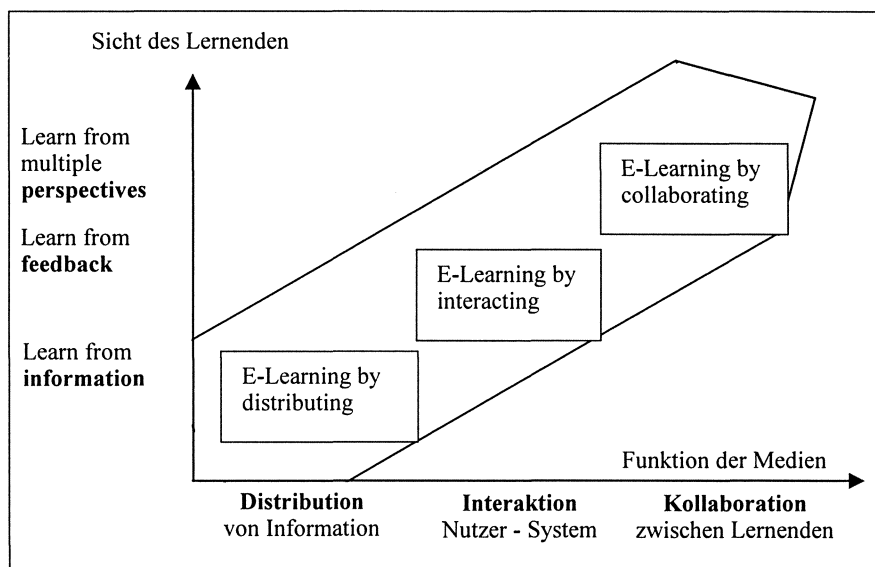 Sicht des Lernenden
Learn from
multiple
perspectives
E-Learning by
collaborating
Learn from
feedback
E-Learning by
interacting
Learn from
information
E-Learning by
distributing
Funktion der Medien
Distribution
von Information
Interaktion
Nutzer - System
Kollaboration
zwischen Lernenden